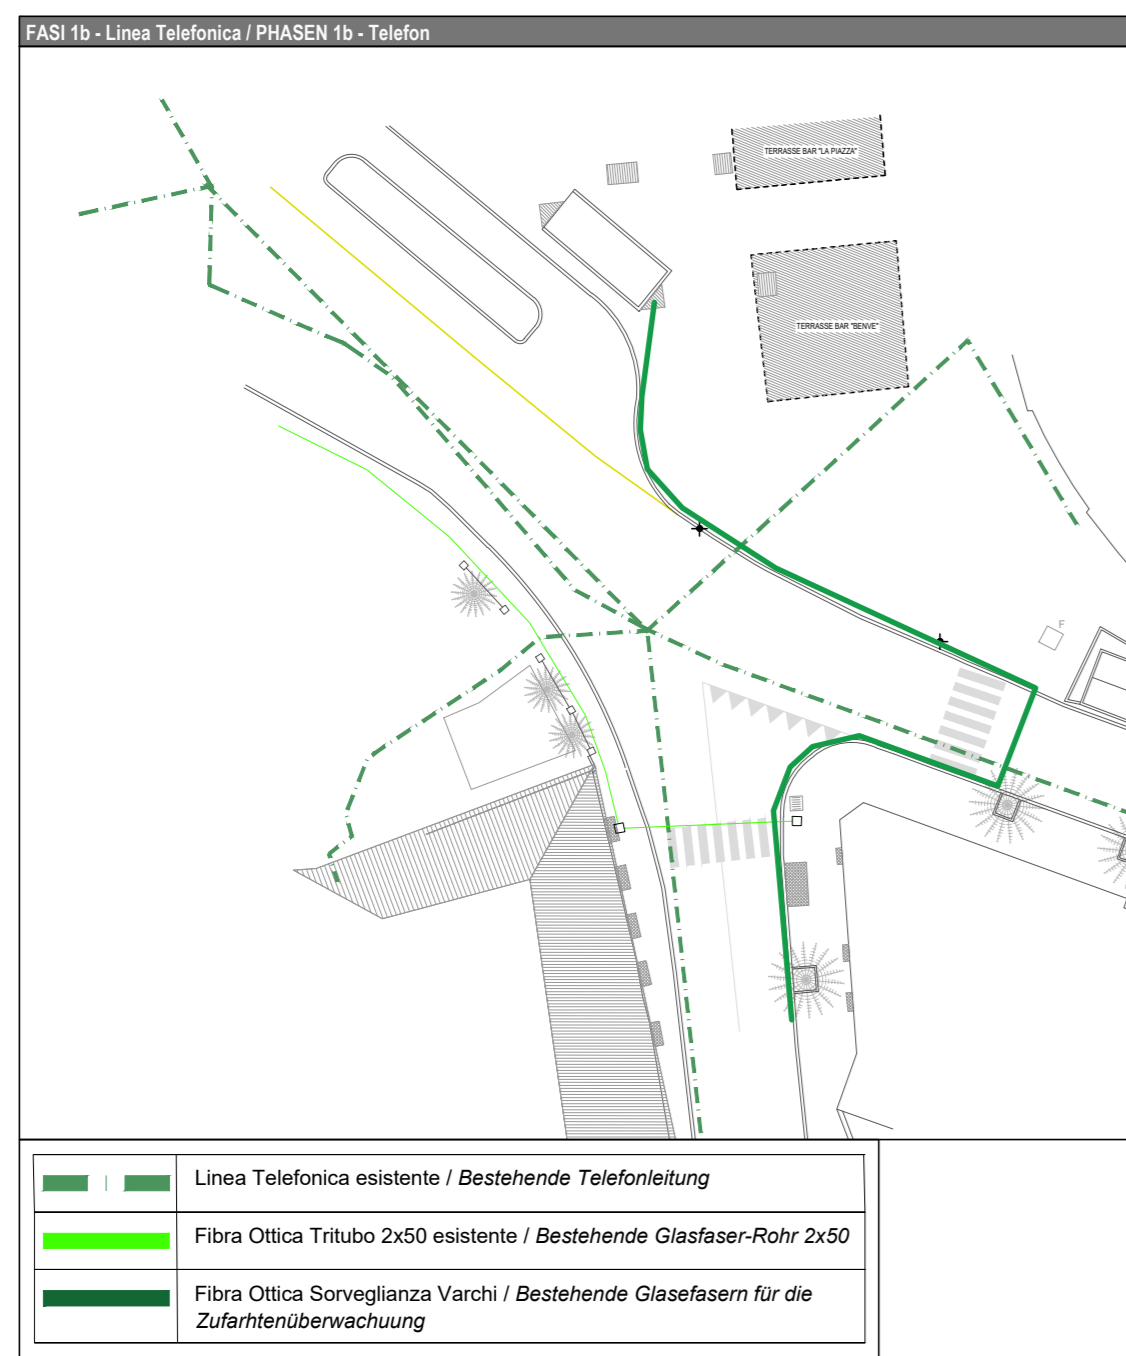 FASI 1b - Linea Telefonica / PHASEN 1b - Telefon
TERRASSE BAR "LA PIAZZA"
TERRASSE BAR "BENVE"
F
Linea Telefonica esistente / Bestehende Telefonleitung
Fibra Ottica Tritubo 2x50 esistente / Bestehende Glasfaser-Rohr 2x50
Fibra Ottica Sorveglianza Varchi / Bestehende Glasefasern für die
Zufarhtenüberwachuung